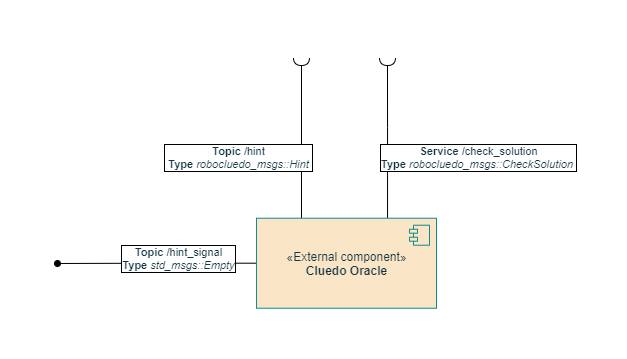 Topic /hint
Type robocluedo_msgs::Hint
Service /check_solution
Type robocluedo_msgs::CheckSolution
Topic /hint_signal
Type std_msgs::Empty
«External component»
Cluedo Oracle